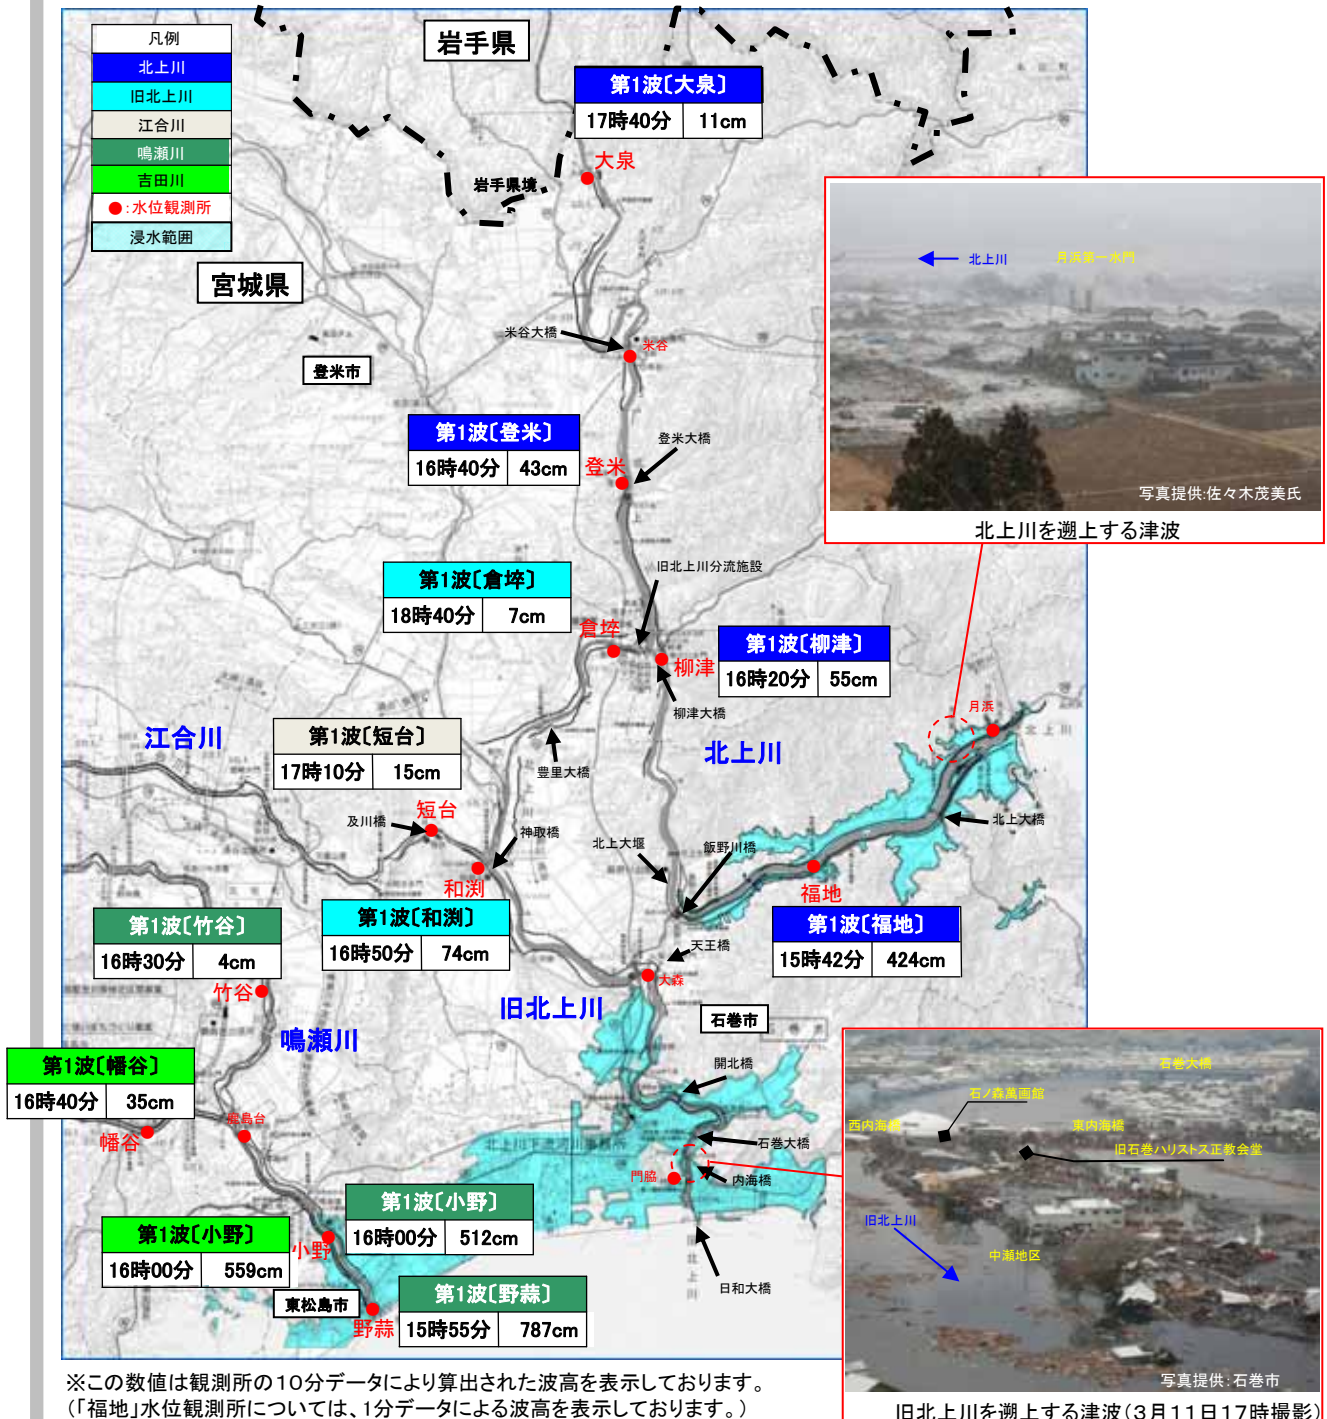 凡例
北上川
旧北上川
江合川
鳴瀬川
吉田川
●:水位観測所
浸水範囲
岩手県
第1波〔大泉〕
17時40分 11cm
大泉
岩手県境
宮城県
北上川
月浜第一水門
写真提供:佐々木茂美氏
北上川を遡上する津波
米谷大橋
米谷
登米市
第1波〔登米〕
16時40分 43cm
登米
登米大橋
旧北上川分流施設
第1波〔倉埣〕
18時40分 7cm
倉埣
第1波〔柳津〕
16時20分 55cm
柳津
柳津大橋
月浜
北上川
江合川
第1波〔短台〕
17時10分 15cm
豊里大橋
北上川
短台
及川橋
神取橋
北上大堰
飯野川橋
北上大橋
和渕
福地
第1波〔竹谷〕
16時30分 4cm
第1波〔和渕〕
16時50分 74cm
第1波〔福地〕
15時42分 424cm
天王橋
大森
竹谷
旧北上川
石巻市
鳴瀬川
開北橋
第1波〔幡谷〕
16時40分 35cm
幡谷
鹿島台
石巻大橋
門脇
内海橋
第1波〔小野〕
16時00分 512cm
第1波〔小野〕
16時00分 559cm
小野
旧北上川
日和大橋
東松島市
野蒜
第1波〔野蒜〕
15時55分 787cm
石巻大橋
石ノ森萬画館
西内海橋
東内海橋
旧石巻ハリストス正教会堂
旧北上川
中瀬地区
写真提供:石巻市
旧北上川を遡上する津波(3月11日17時撮影)
※この数値は観測所の10分データにより算出された波高を表示しております。
(「福地」水位観測所については、1分データによる波高を表示しております。)